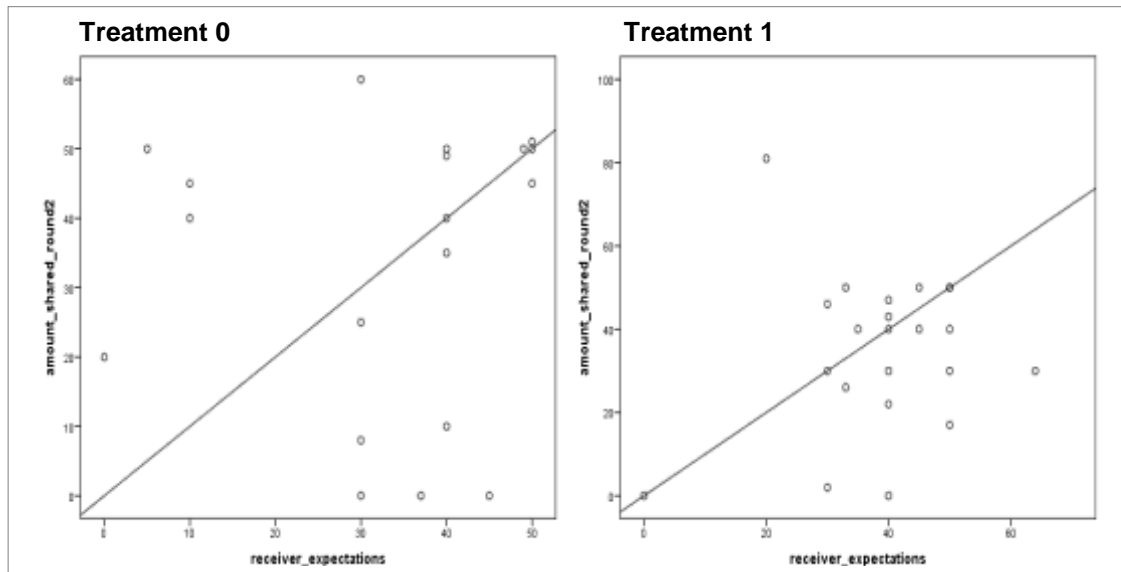 Treatment 0
60
50
40
30
20
10
0
0 10 20 30 40 50
amount_shared_round2
receiver_expectations
Treatment 1
100
80
60
40
20
0
0 20 40 60
amount_shared_round2
receiver_expectations